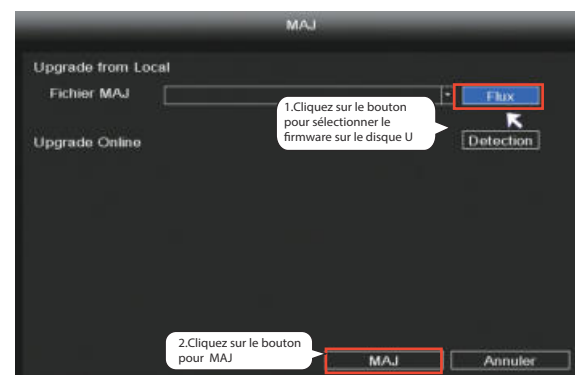 MAJ
Upgrade from Local
Fichier MAJ
Flux
1.Cliquez sur le bouton
pour sélectionner le
firmware sur le disque U
Upgrade Online
Detection
2.Cliquez sur le bouton
pour MAJ
MAJ
Annuler